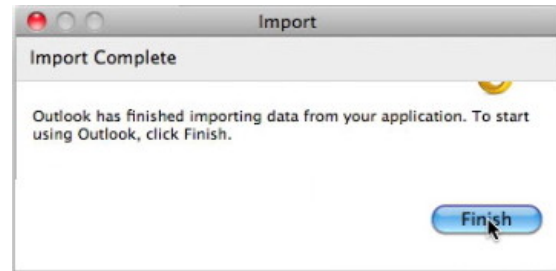 Import
Import Complete
Outlook has finished importing data from your application. To start
using Outlook, click Finish.
Finish